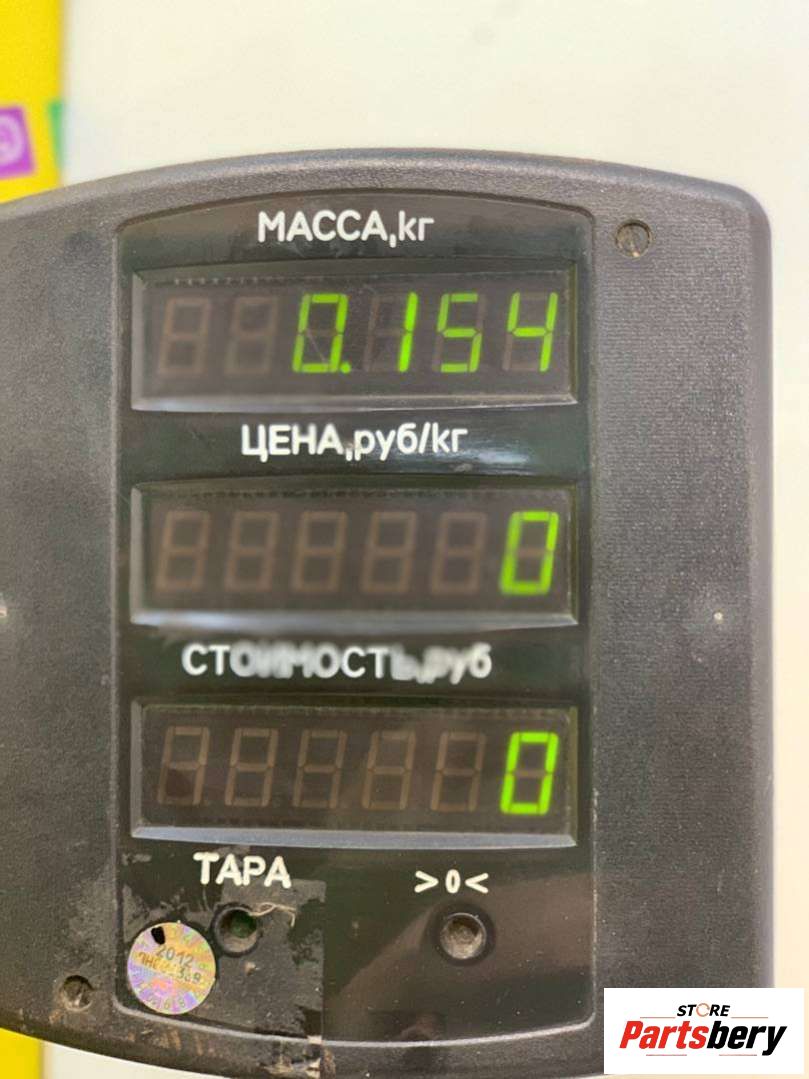 МАССА,кг
0.154
ЦЕНА,руб/кг
0
СТОИМОСТЬ,руб
0
ТАРА >0<
2012
STORE
Partsbery